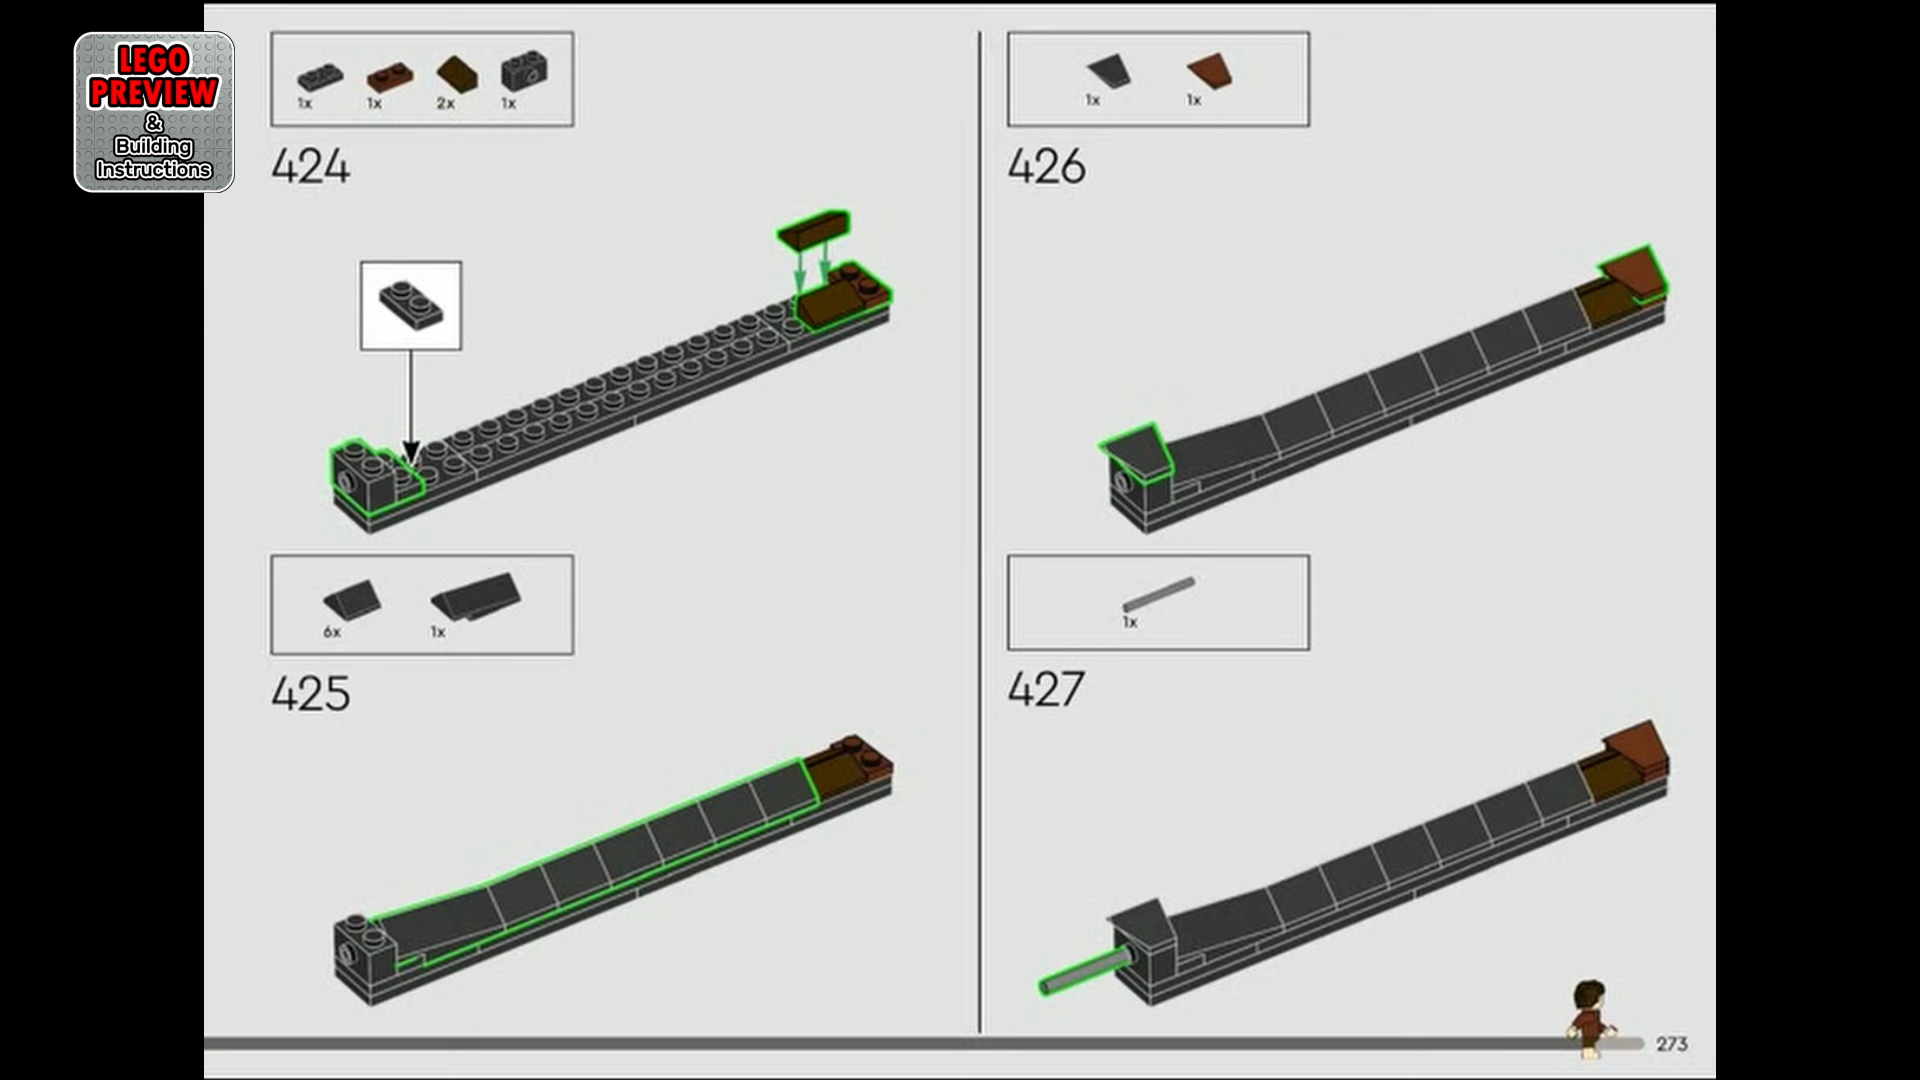 LEGO
PREVIEW
&
Building
Instructions
1x 1x 2x 1x
424
6x 1x
425
1x 1x
426
1x
427
273